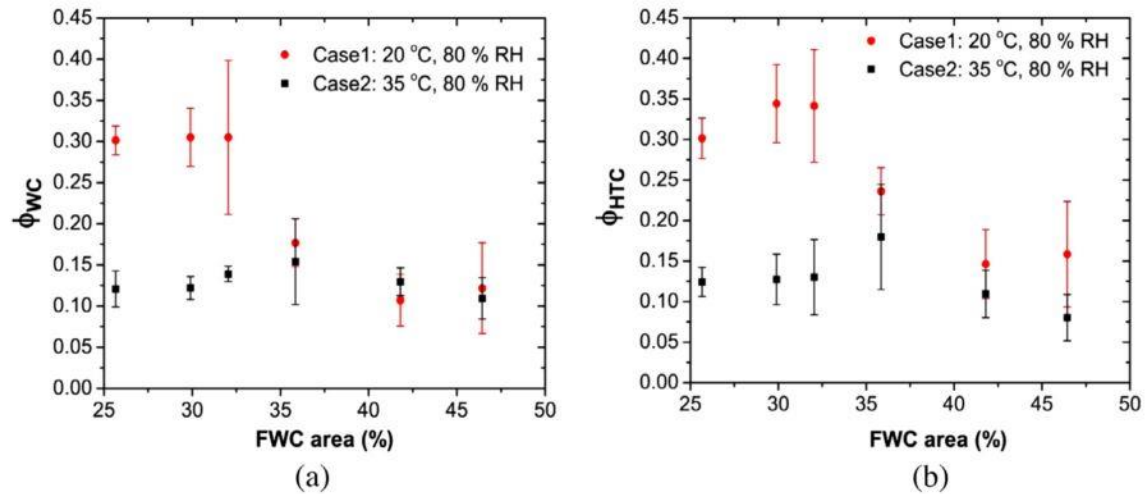 0.45
0.40
0.35
0.30
0.25
0.20
0.15
0.10
0.05
0.00
ϕWC
Case1: 20 °C, 80 % RH
Case2: 35 °C, 80 % RH
25 30 35 40 45 50
FWC area (%)
(a)
0.45
0.40
0.35
0.30
0.25
0.20
0.15
0.10
0.05
0.00
ϕHTC
Case1: 20 °C, 80 % RH
Case2: 35 °C, 80 % RH
25 30 35 40 45 50
FWC area (%)
(b)